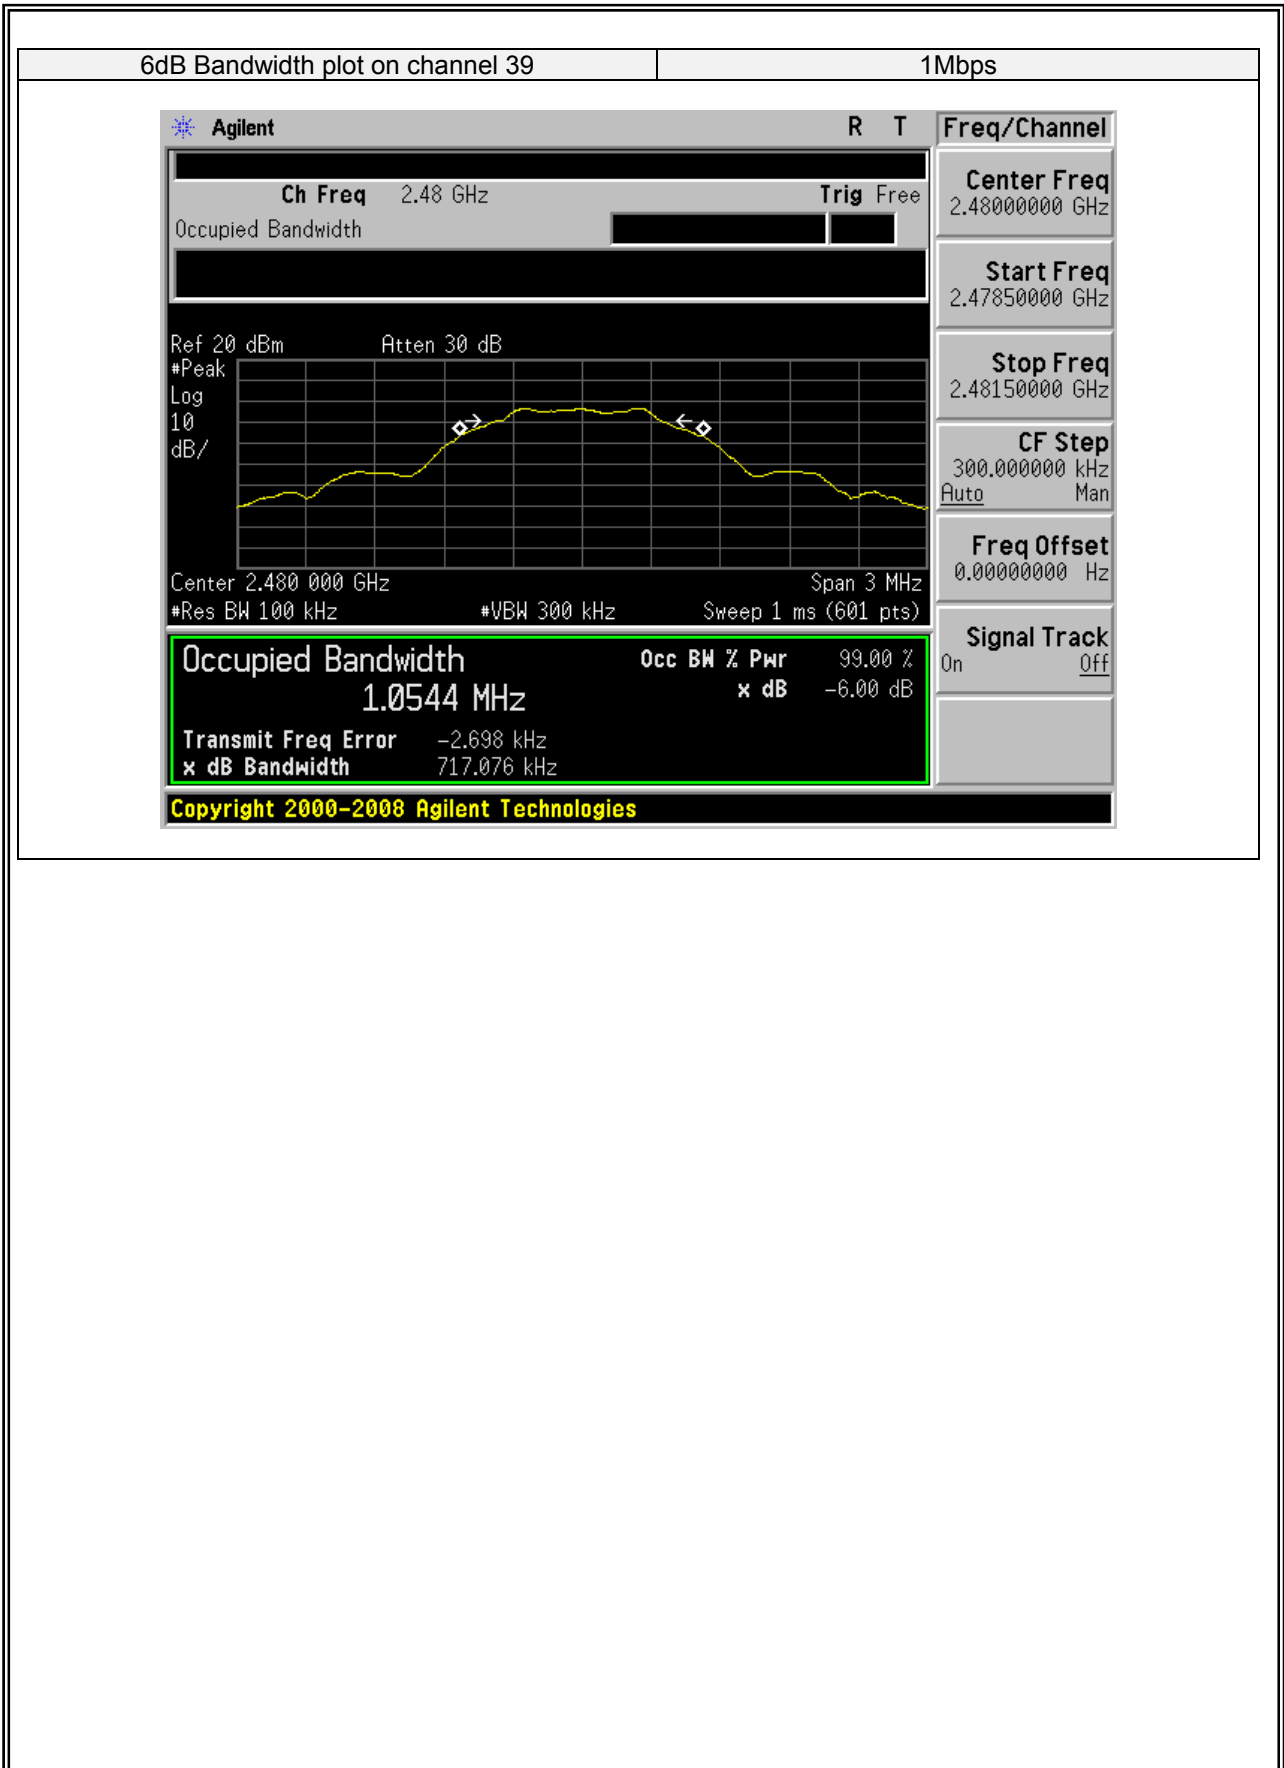 6dB Bandwidth plot on channel 39 1Mbps
Agilent R T Freq/Channel
Ch Freq 2.48 GHz Trig Free
Occupied Bandwidth
Center Freq
2.48000000 GHz
Start Freq
2.47850000 GHz
Stop Freq
2.48150000 GHz
CF Step
300.000000 kHz
Auto Man
Freq Offset
0.00000000 Hz
Signal Track
On Off
Ref 20 dBm Atten 30 dB
#Peak
Log
10
dB/
Center 2.480 000 GHz Span 3 MHz
#Res BW 100 kHz #VBW 300 kHz Sweep 1 ms (601 pts)
Occupied Bandwidth Occ BW % Pwr 99.00 %
1.0544 MHz x dB -6.00 dB
Transmit Freq Error -2.698 kHz
x dB Bandwidth 717.076 kHz
Copyright 2000-2008 Agilent Technologies